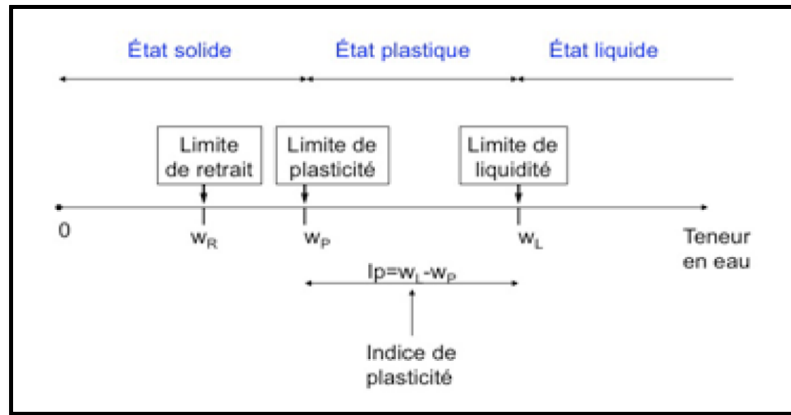 État solide
État plastique
État liquide
Limite
de retrait
Limite de
plasticité
Limite de
liquidité
0
wR
wP
wL
Teneur
en eau
Ip=wL-wP
Indice de
plasticité